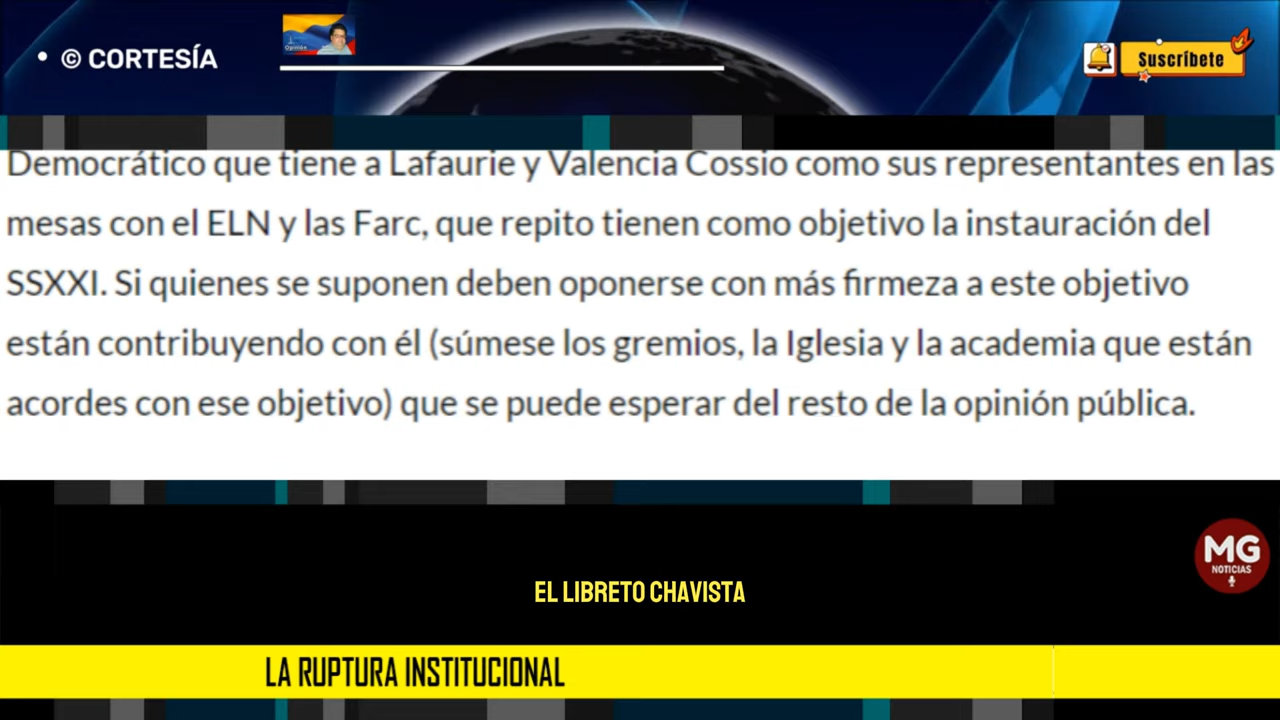 • © CORTESÍA
Opinión
Suscríbete
Democrático que tiene a Lafaurie y Valencia Cossio como sus representantes en las
mesas con el ELN y las Farc, que repito tienen como objetivo la instauración del
SSXXI. Si quienes se suponen deben oponerse con más firmeza a este objetivo
están contribuyendo con él (súmese los gremios, la Iglesia y la academia que están
acordes con ese objetivo) que se puede esperar del resto de la opinión pública.
MG
NOTICIAS
EL LIBRETO CHAVISTA
LA RUPTURA INSTITUCIONAL